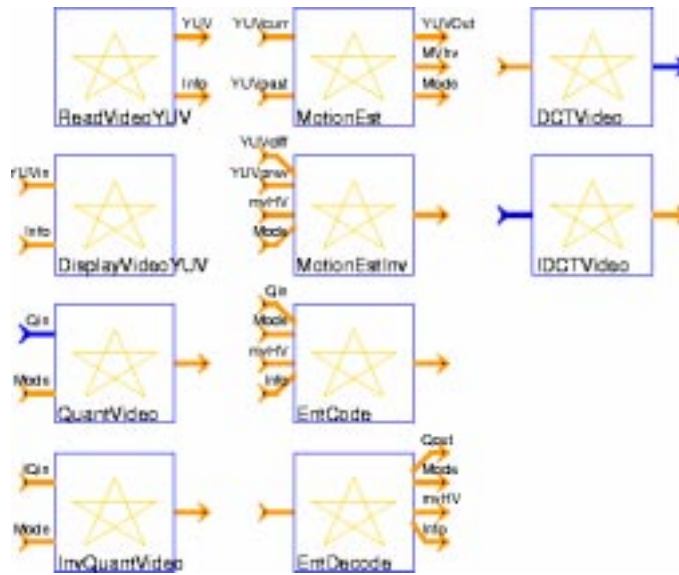 YUV
Info
ReadVideoYUV
YUVcurr
YUVpast
YUVOut
MVhv
Mode
MotionEst
DCTVideo
YUVin
Info
DisplayVideoYUV
YUVdiff
YUVprev
mvHV
Mode
MotionEstInv
IDCTVideo
Qin
Mode
QuantVideo
Qin
Mode
mvHV
Info
EntCode
IQin
Mode
InvQuantVideo
Qout
Mode
mvHV
Info
EntDecode